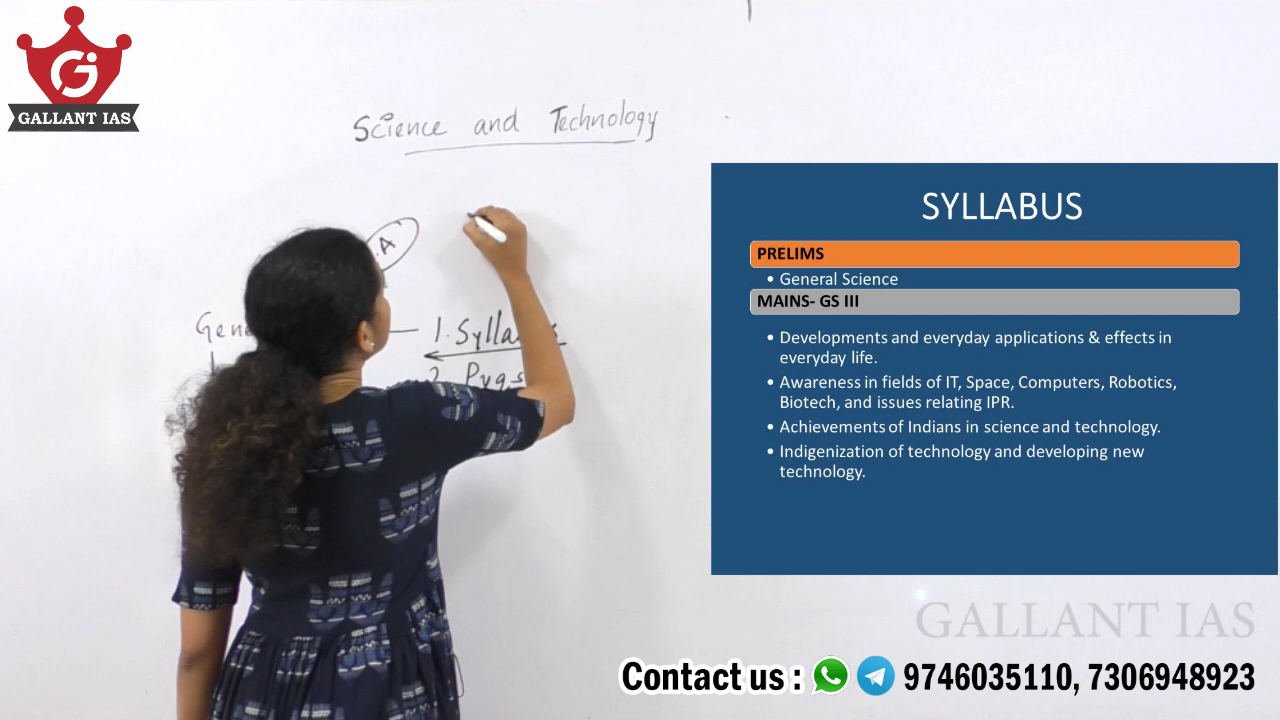 GALLANT IAS
Science and Technology
1. Syllabus
2. Pyqs
SYLLABUS
PRELIMS
• General Science
MAINS- GS III
• Developments and everyday applications & effects in
everyday life.
• Awareness in fields of IT, Space, Computers, Robotics,
Biotech, and issues relating IPR.
• Achievements of Indians in science and technology.
• Indigenization of technology and developing new
technology.
GALLANT IAS
Contact us : 9746035110, 7306948923